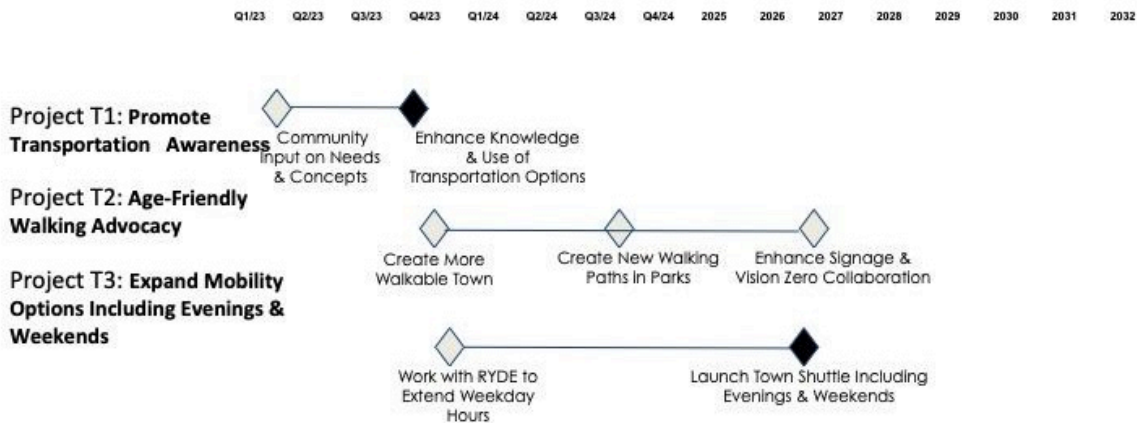 Q1/23 Q2/23 Q3/23 Q4/23 Q1/24 Q2/24 Q3/24 Q4/24 2025 2026 2027 2028 2029 2030 2031 2032
Project T1: Promote
Transportation Awareness
Community
Input on Needs
& Concepts
Enhance Knowledge
& Use of
Transportation Options
Project T2: Age-Friendly
Walking Advocacy
Create More
Walkable Town
Create New Walking
Paths in Parks
Enhance Signage &
Vision Zero Collaboration
Project T3: Expand Mobility
Options Including Evenings &
Weekends
Work with RYDE to
Extend Weekday
Hours
Launch Town Shuttle Including
Evenings & Weekends